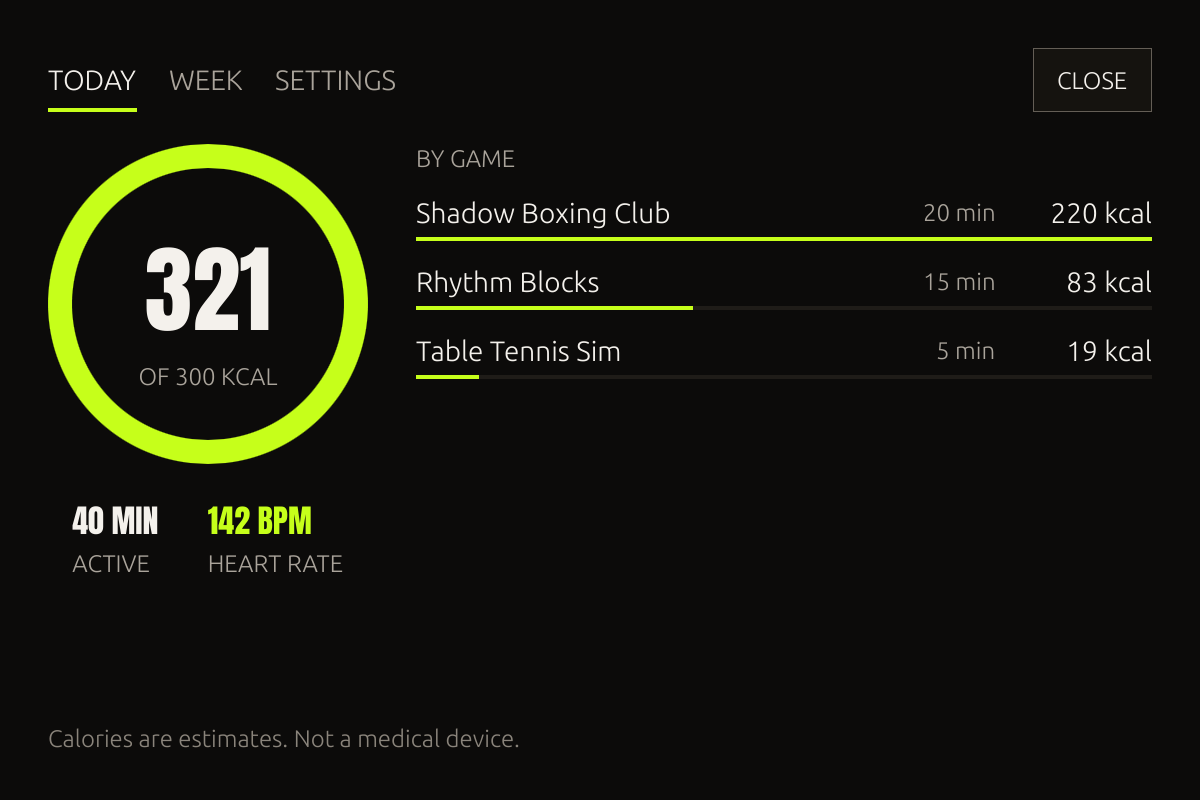 TODAY WEEK SETTINGS CLOSE
321
OF 300 KCAL
40 MIN 142 BPM
ACTIVE HEART RATE
BY GAME
Shadow Boxing Club 20 min 220 kcal
Rhythm Blocks 15 min 83 kcal
Table Tennis Sim 5 min 19 kcal
Calories are estimates. Not a medical device.